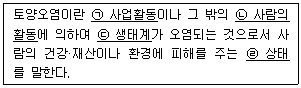 토양오염이란 ㉠ 사업활동이나 그 밖의 ㉡ 사람의
활동에 의하여 ㉢ 생태계가 오염되는 것으로서 사
람의 건강·재산이나 환경에 피해를 주는 ㉣ 상태
를 말한다.